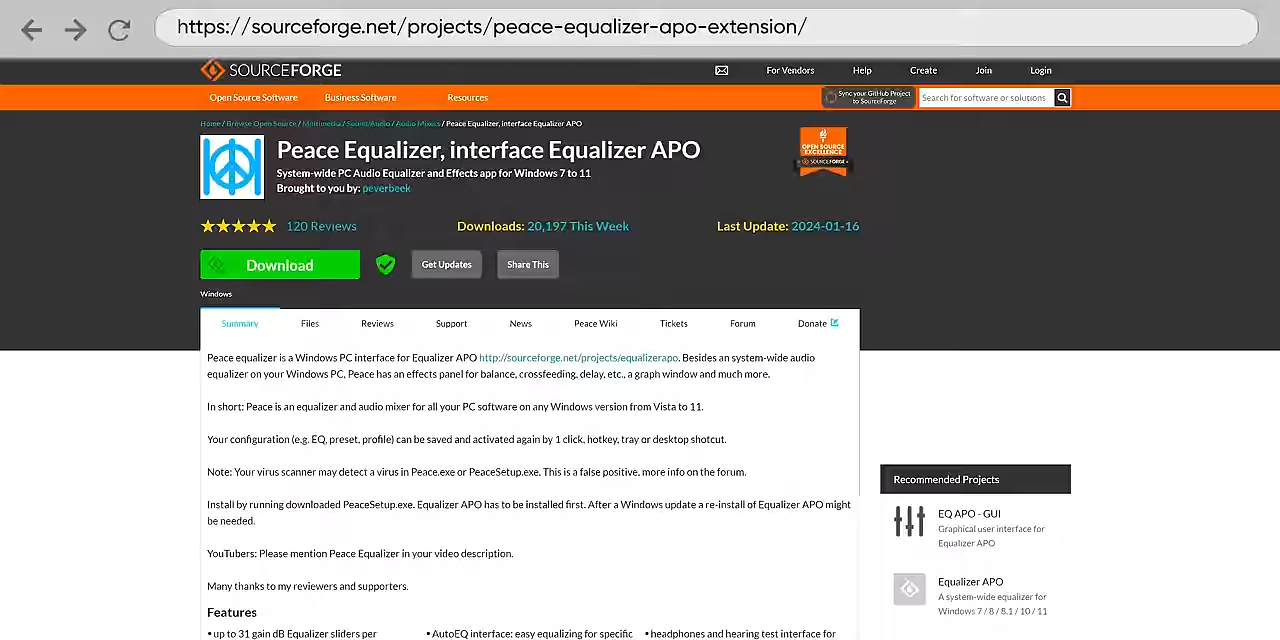 https://sourceforge.net/projects/peace-equalizer-apo-extension/
SOURCEFORGE
For Vendors
Help
Create
Join
Login
Open Source Software
Business Software
Resources
Sync your GitHub Project
to SourceForge
Search for software or solutions
Home / Browse Open Source / Multimedia / Sound/Audio / Audio Mixers / Peace Equalizer, interface Equalizer APO
Peace Equalizer, interface Equalizer APO
System-wide PC Audio Equalizer and Effects app for Windows 7 to 11
Brought to you by: peverbeek
OPEN SOURCE
EXCELLENCE
SOURCEFORGE
120 Reviews
Downloads: 20,197 This Week
Last Update: 2024-01-16
Download
Get Updates
Share This
Windows
Summary
Files
Reviews
Support
News
Peace Wiki
Tickets
Forum
Donate
Peace equalizer is a Windows PC interface for Equalizer APO http://sourceforge.net/projects/equalizerapo. Besides an system-wide audio
equalizer on your Windows PC, Peace has an effects panel for balance, crossfeeding, delay, etc., a graph window and much more.
In short: Peace is an equalizer and audio mixer for all your PC software on any Windows version from Vista to 11.
Your configuration (e.g. EQ, preset, profile) can be saved and activated again by 1 click, hotkey, tray or desktop shotcut.
Note: Your virus scanner may detect a virus in Peace.exe or PeaceSetup.exe. This is a false positive, more info on the forum.
Install by running downloaded PeaceSetup.exe. Equalizer APO has to be installed first. After a Windows update a re-install of Equalizer APO might
be needed.
YouTubers: Please mention Peace Equalizer in your video description.
Many thanks to my reviewers and supporters.
Features
• up to 31 gain dB Equalizer sliders per
• AutoEQ interface: easy equalizing for specific
• headphones and hearing test interface for
Recommended Projects
EQ APO - GUI
Graphical user interface for
Equalizer APO
Equalizer APO
A system-wide equalizer for
Windows 7 / 8 / 8.1 / 10 / 11